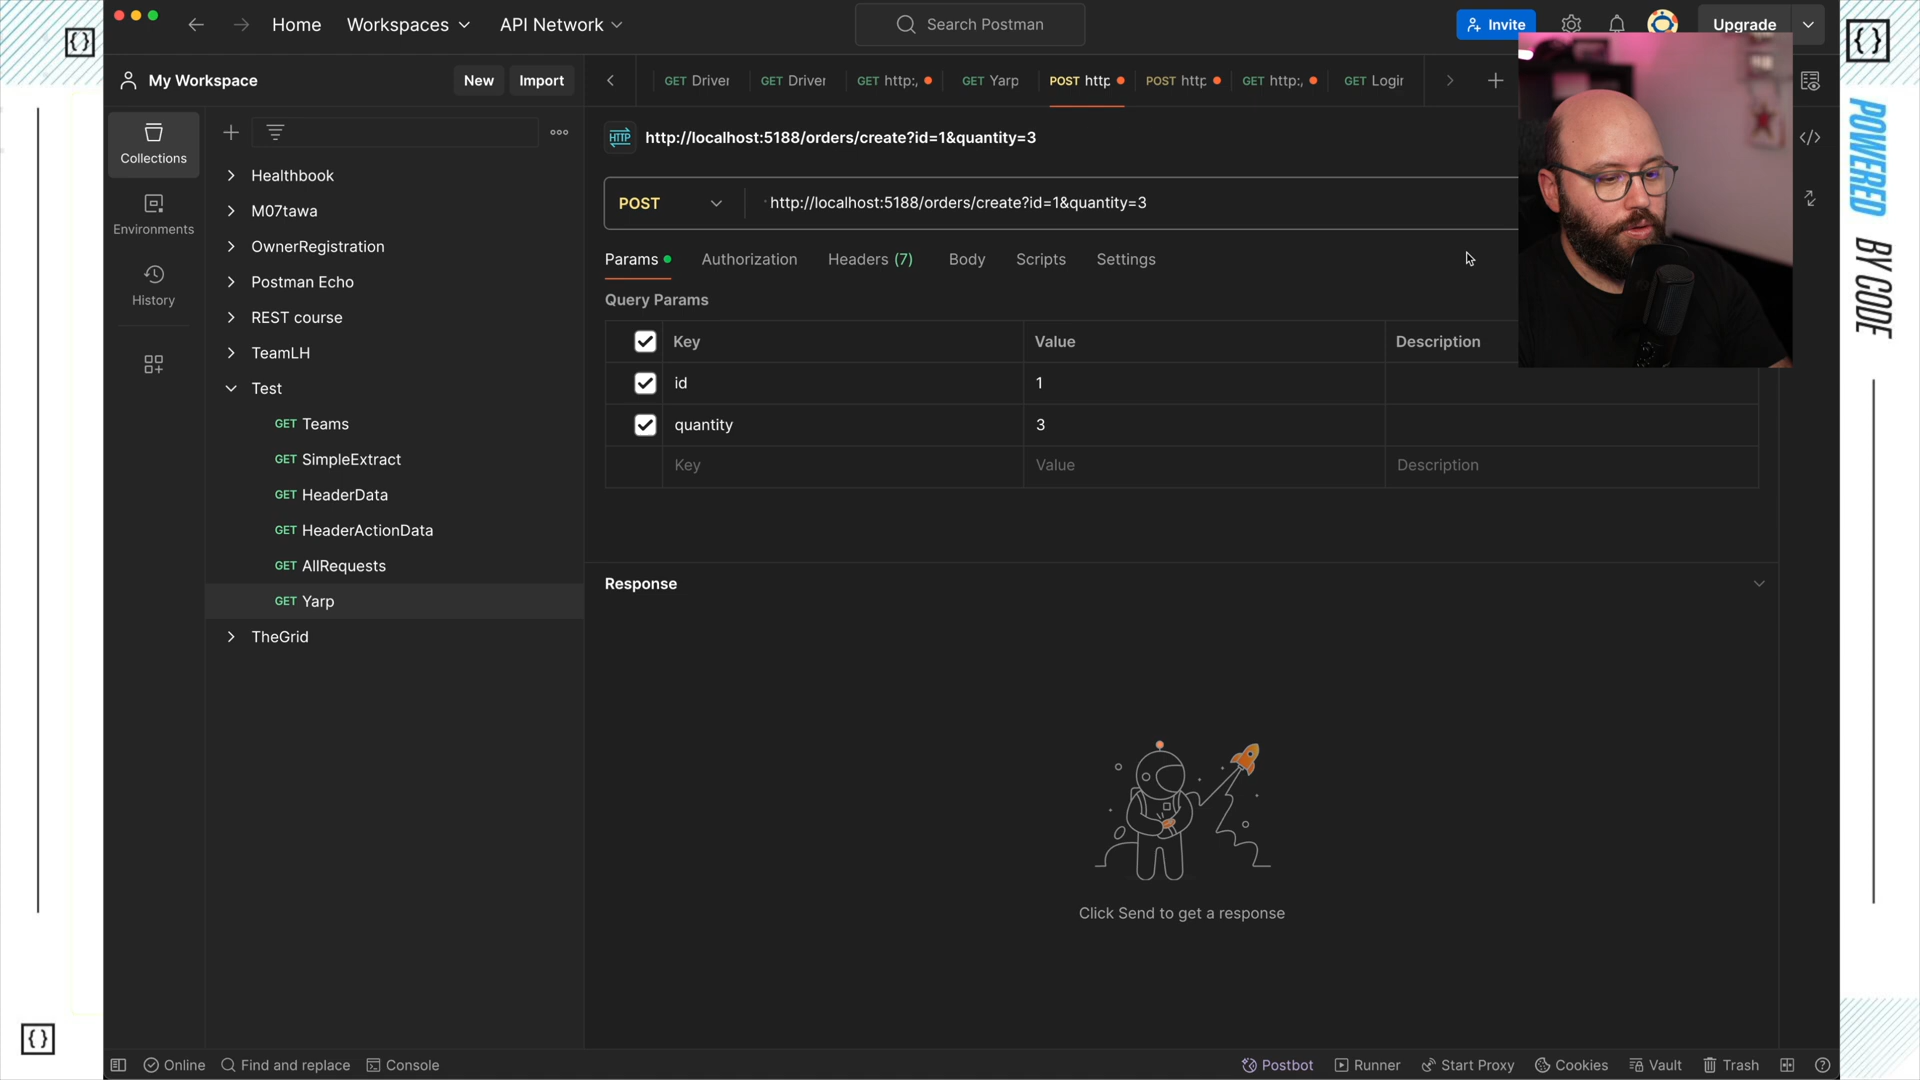 Home
Workspaces
API Network
Search Postman
Invite
Upgrade
My Workspace
New
Import
GET Driver
GET Driver
GET http:,
GET Yarp
POST http
POST http
GET http:,
GET Login
Collections
Environments
History
Healthbook
M07tawa
OwnerRegistration
Postman Echo
REST course
TeamLH
Test
GET Teams
GET SimpleExtract
GET HeaderData
GET HeaderActionData
GET AllRequests
GET Yarp
TheGrid
HTTP
http://localhost:5188/orders/create?id=1&quantity=3
POST
http://localhost:5188/orders/create?id=1&quantity=3
Params
Authorization
Headers (7)
Body
Scripts
Settings
Query Params
Key Value Description
id 1
quantity 3
Key Value Description
Response
Click Send to get a response
Online
Find and replace
Console
Postbot
Runner
Start Proxy
Cookies
Vault
Trash
POWERED BY CODE